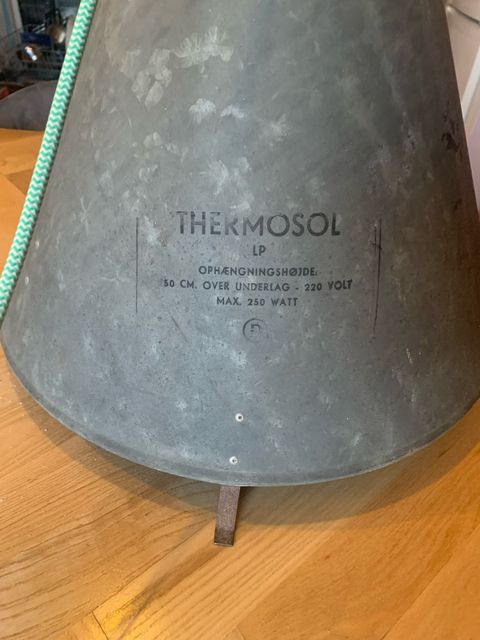 THERMOSOL
LP
OPHÆNGNINGSHØJDE:
50 CM. OVER UNDERLAG - 220 VOLT
MAX. 250 WATT
D